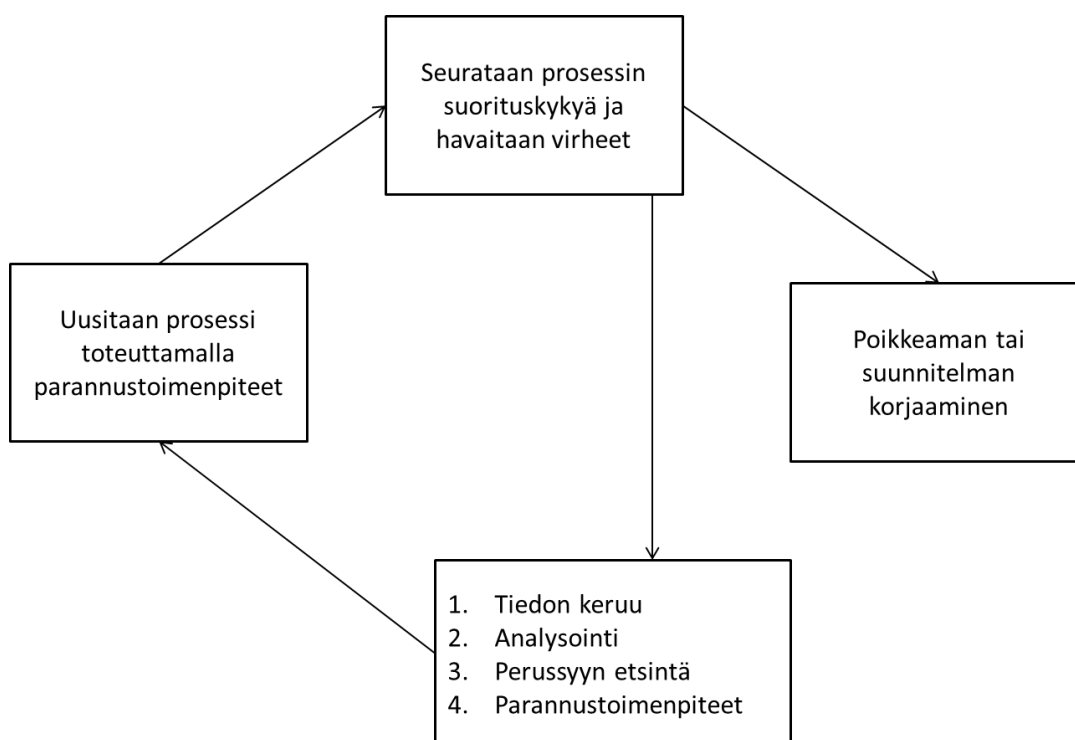 Seurataan prosessin
suorituskykyä ja
havaitaan virheet
Uusitaan prosessi
toteuttamalla
parannustoimenpiteet
Poikkeaman tai
suunnitelman
korjaaminen
1. Tiedon keruu
2. Analysointi
3. Perussyyn etsintä
4. Parannustoimenpiteet